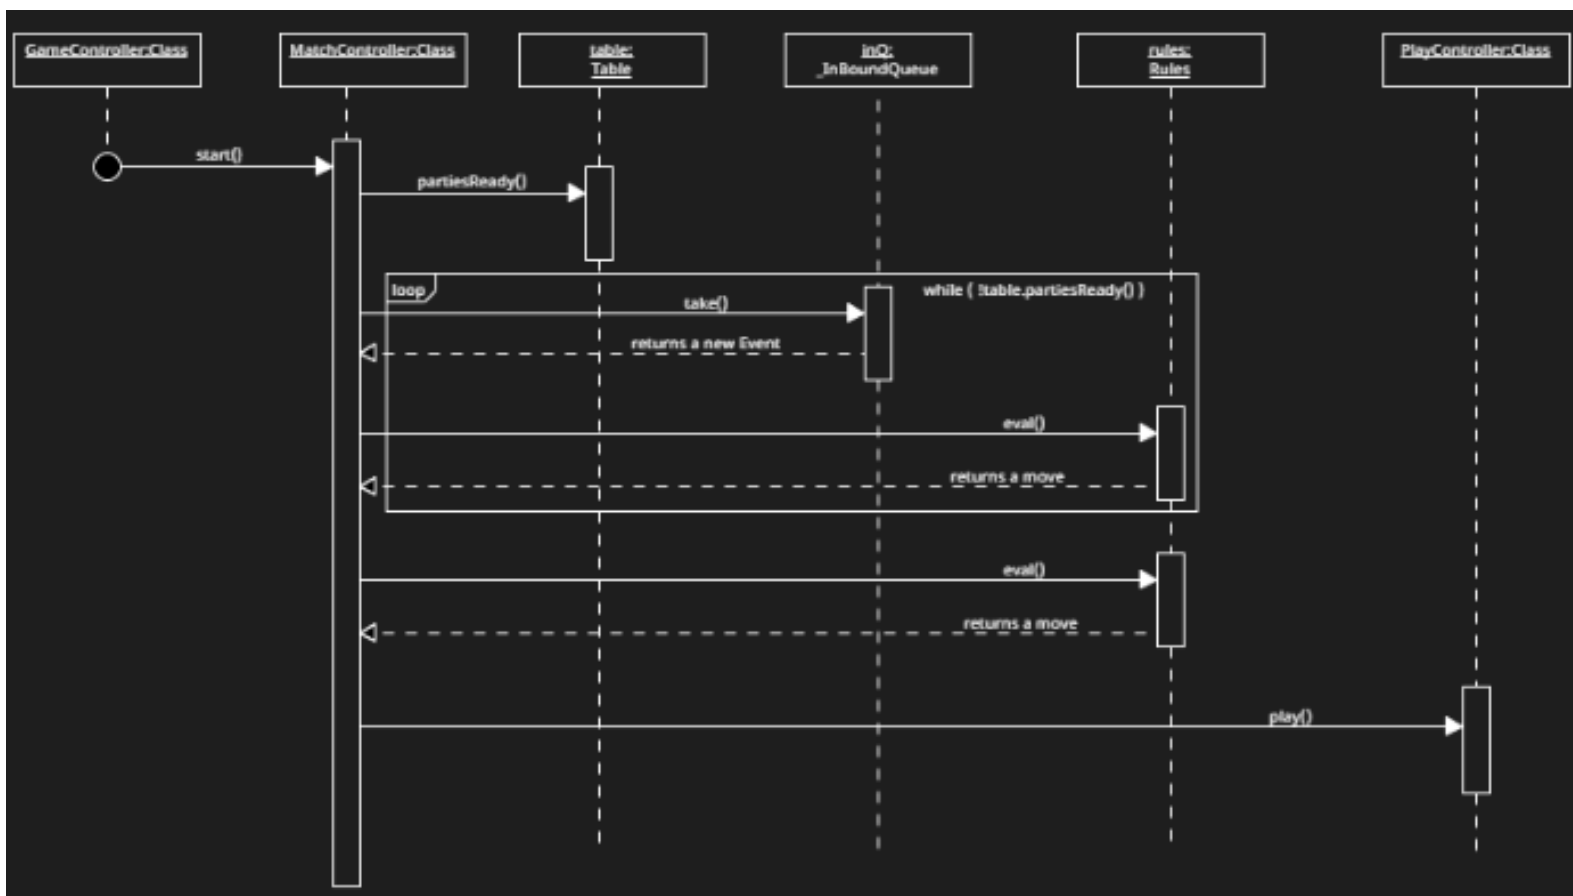 GameController:Class
MatchController:Class
table:
Table
inQ:
_InBoundQueue
rules:
Rules
PlayController:Class
start()
partiesReady()
loop
while ( !table.partiesReady() )
take()
returns a new Event
eval()
returns a move
eval()
returns a move
play()